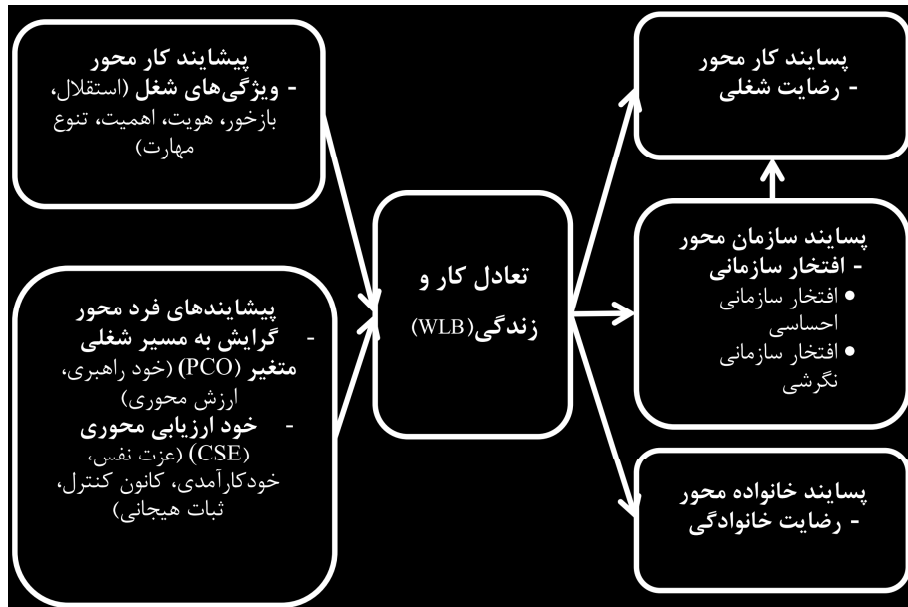 پیشایند کار محور
- ویژگی‌های شغل (استقلال،
بازخور، هویت، اهمیت، تنوع
مهارت)
پیشایندهای فرد محور
- گرایش به مسیر شغلی
متغیر (PCO) (خود راهبری،
ارزش محوری)
- خود ارزیابی محوری
(CSE) (عزت نفس،
خودکارآمدی، کانون کنترل،
ثبات هیجانی)
تعادل کار و
زندگی(WLB)
پسایند کار محور
- رضایت شغلی
پسایند سازمان محور
- افتخار سازمانی
• افتخار سازمانی
احساسی
• افتخار سازمانی
نگرشی
پسایند خانواده محور
- رضایت خانوادگی